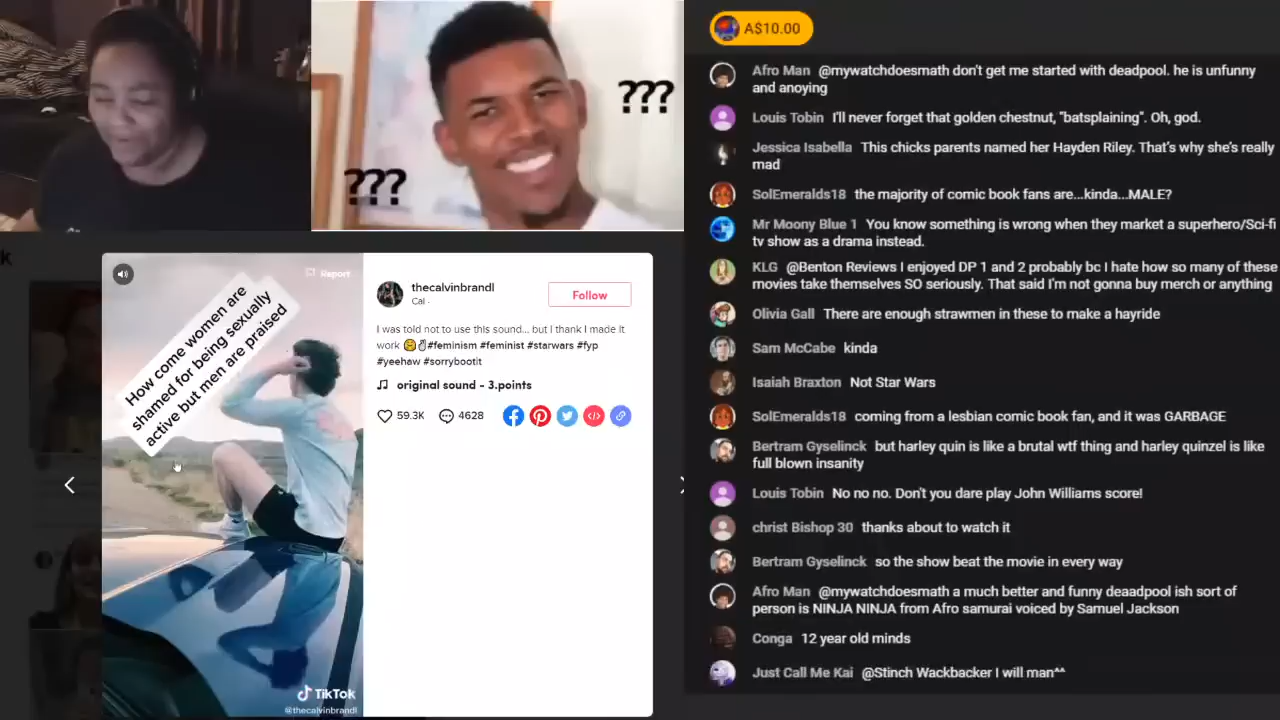 ???
???
k
Report
How come women are
shamed for being sexually
active but men are praised
TikTok
@thecalvinbrandl
thecalvinbrandl
Cal -
Follow
I was told not to use this sound... but I thank I made it
work #feminism #feminist #starwars #fyp
#yeehaw #sorrybootit
original sound - 3.points
59.3K
4628
A$10.00
Afro Man @mywatchdoesmath don't get me started with deadpool. he is unfunny
and anoying
Louis Tobin I'll never forget that golden chestnut, "batsplaining". Oh, god.
Jessica Isabella This chicks parents named her Hayden Riley. That's why she's really
mad
SolEmeralds18 the majority of comic book fans are...kinda...MALE?
Mr Moony Blue 1 You know something is wrong when they market a superhero/Sci-fi
tv show as a drama instead.
KLG @Benton Reviews I enjoyed DP 1 and 2 probably bc I hate how so many of these
movies take themselves SO seriously. That said I'm not gonna buy merch or anything
Olivia Gall There are enough strawmen in these to make a hayride
Sam McCabe kinda
Isaiah Braxton Not Star Wars
SolEmeralds18 coming from a lesbian comic book fan, and it was GARBAGE
Bertram Gyselinck but harley quin is like a brutal wtf thing and harley quinzel is like
full blown insanity
Louis Tobin No no no. Don't you dare play John Williams score!
christ Bishop 30 thanks about to watch it
Bertram Gyselinck so the show beat the movie in every way
Afro Man @mywatchdoesmath a much better and funny deaadpool ish sort of
person is NINJA NINJA from Afro samurai voiced by Samuel Jackson
Conga 12 year old minds
Just Call Me Kai @Stinch Wackbacker I will man^^